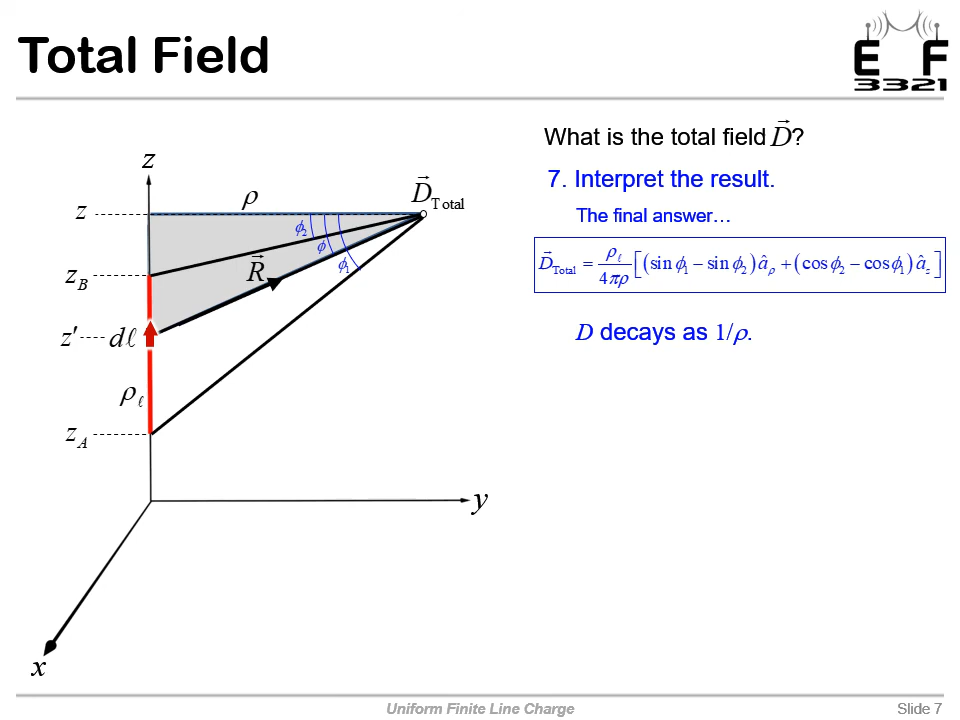 Total Field
EMF
3321
What is the total field D⃗?
7. Interpret the result.
The final answer…
D⃗Total = ρℓ/4πρ [(sin ϕ1 − sin ϕ2) âρ + (cos ϕ2 − cos ϕ1) âz]
D decays as 1/ρ.
z
z
ρ
D⃗Total
ϕ2
ϕ
ϕ1
zB
R⃗
z′
dℓ
ρℓ
zA
y
x
Uniform Finite Line Charge
Slide 7